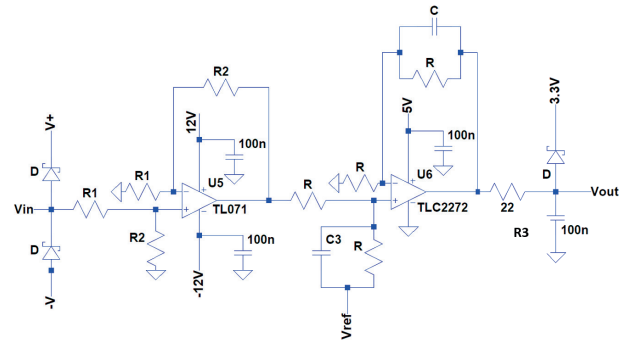 C
R2
R
V+
12V
5V
3.3V
100n
100n
D
R1
U5
R
U6
D
Vin
R1
TL071
R
TLC2272
22
Vout
R2
D
100n
C3
R
R3
100n
-V
-12V
Vref